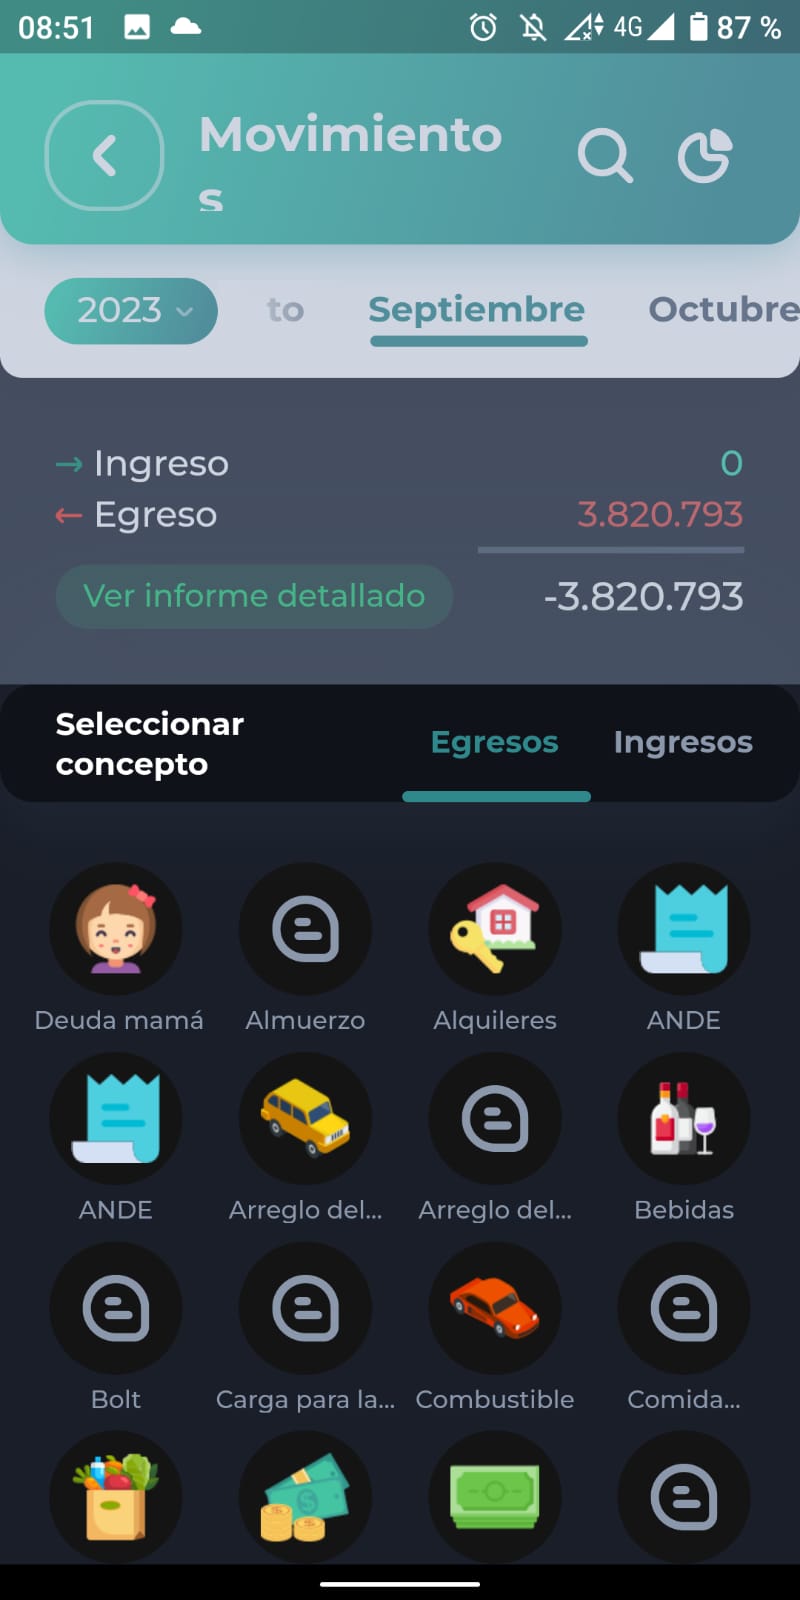 08:51 4G 87 %
Movimiento
s
2023 to Septiembre Octubre
Ingreso 0
Egreso 3.820.793
Ver informe detallado -3.820.793
Seleccionar
concepto
Egresos Ingresos
Deuda mamá Almuerzo Alquileres ANDE
ANDE Arreglo del... Arreglo del... Bebidas
Bolt Carga para la... Combustible Comida...